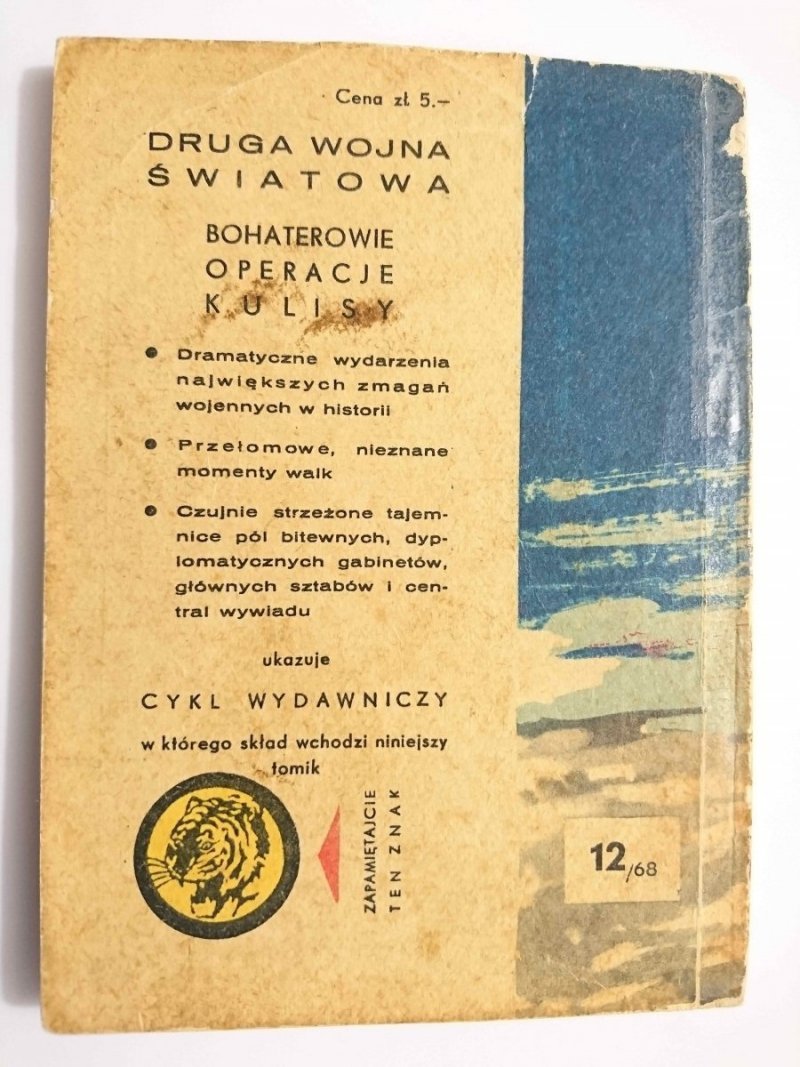 Cena zł 5.—
DRUGA WOJNA
ŚWIATOWA
BOHATEROWIE
OPERACJE
KULISY
• Dramatyczne wydarzenia
największych zmagań
wojennych w historii
• Przełomowe, nieznane
momenty walk
• Czujnie strzeżone tajem-
nice pól bitewnych, dyp-
lomatycznych gabinetów,
głównych sztabów i cen-
tral wywiadu
ukazuje
CYKL WYDAWNICZY
w którego skład wchodzi niniejszy
tomik
ZAPAMIĘTAJCIE
TEN ZNAK
12/68